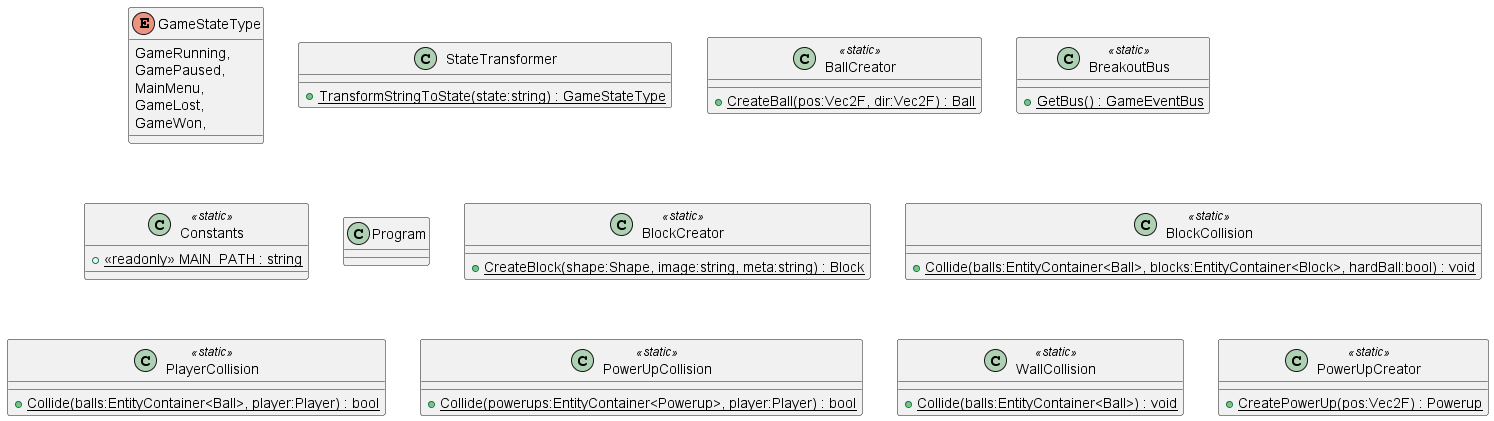 E GameStateType
GameRunning,
GamePaused,
MainMenu,
GameLost,
GameWon,
C StateTransformer
TransformStringToState(state:string) : GameStateType
C «static»
BallCreator
CreateBall(pos:Vec2F, dir:Vec2F) : Ball
C «static»
BreakoutBus
GetBus() : GameEventBus
C «static»
Constants
«readonly» MAIN_PATH : string
C Program
C «static»
BlockCreator
CreateBlock(shape:Shape, image:string, meta:string) : Block
C «static»
BlockCollision
Collide(balls:EntityContainer<Ball>, blocks:EntityContainer<Block>, hardBall:bool) : void
C «static»
PlayerCollision
Collide(balls:EntityContainer<Ball>, player:Player) : bool
C «static»
PowerUpCollision
Collide(powerups:EntityContainer<Powerup>, player:Player) : bool
C «static»
WallCollision
Collide(balls:EntityContainer<Ball>) : void
C «static»
PowerUpCreator
CreatePowerUp(pos:Vec2F) : Powerup